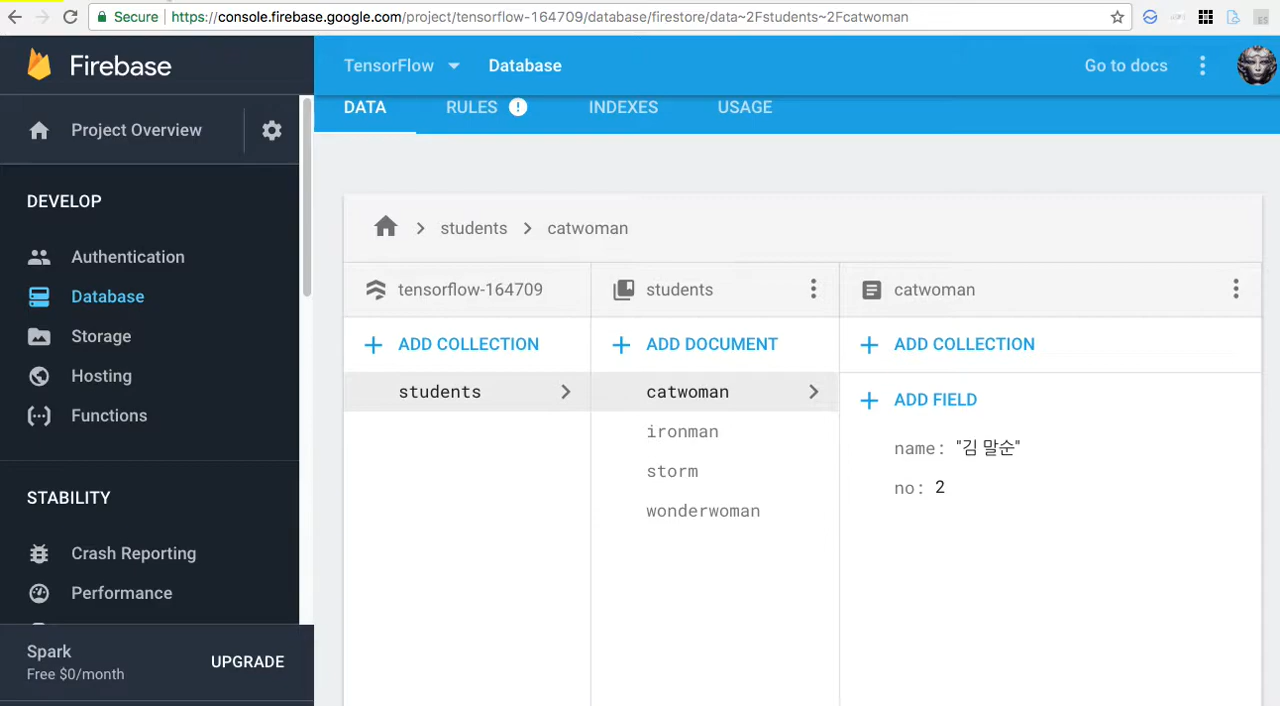 Secure https://console.firebase.google.com/project/tensorflow-164709/database/firestore/data~2Fstudents~2Fcatwoman
Firebase
TensorFlow Database Go to docs
Project Overview
DATA RULES ! INDEXES USAGE
DEVELOP
Authentication
Database
Storage
Hosting
Functions
STABILITY
Crash Reporting
Performance
Spark
Free $0/month
UPGRADE
students catwoman
tensorflow-164709 students catwoman
ADD COLLECTION
students
ADD DOCUMENT
catwoman
ironman
storm
wonderwoman
ADD COLLECTION
ADD FIELD
name: "김 말순"
no: 2